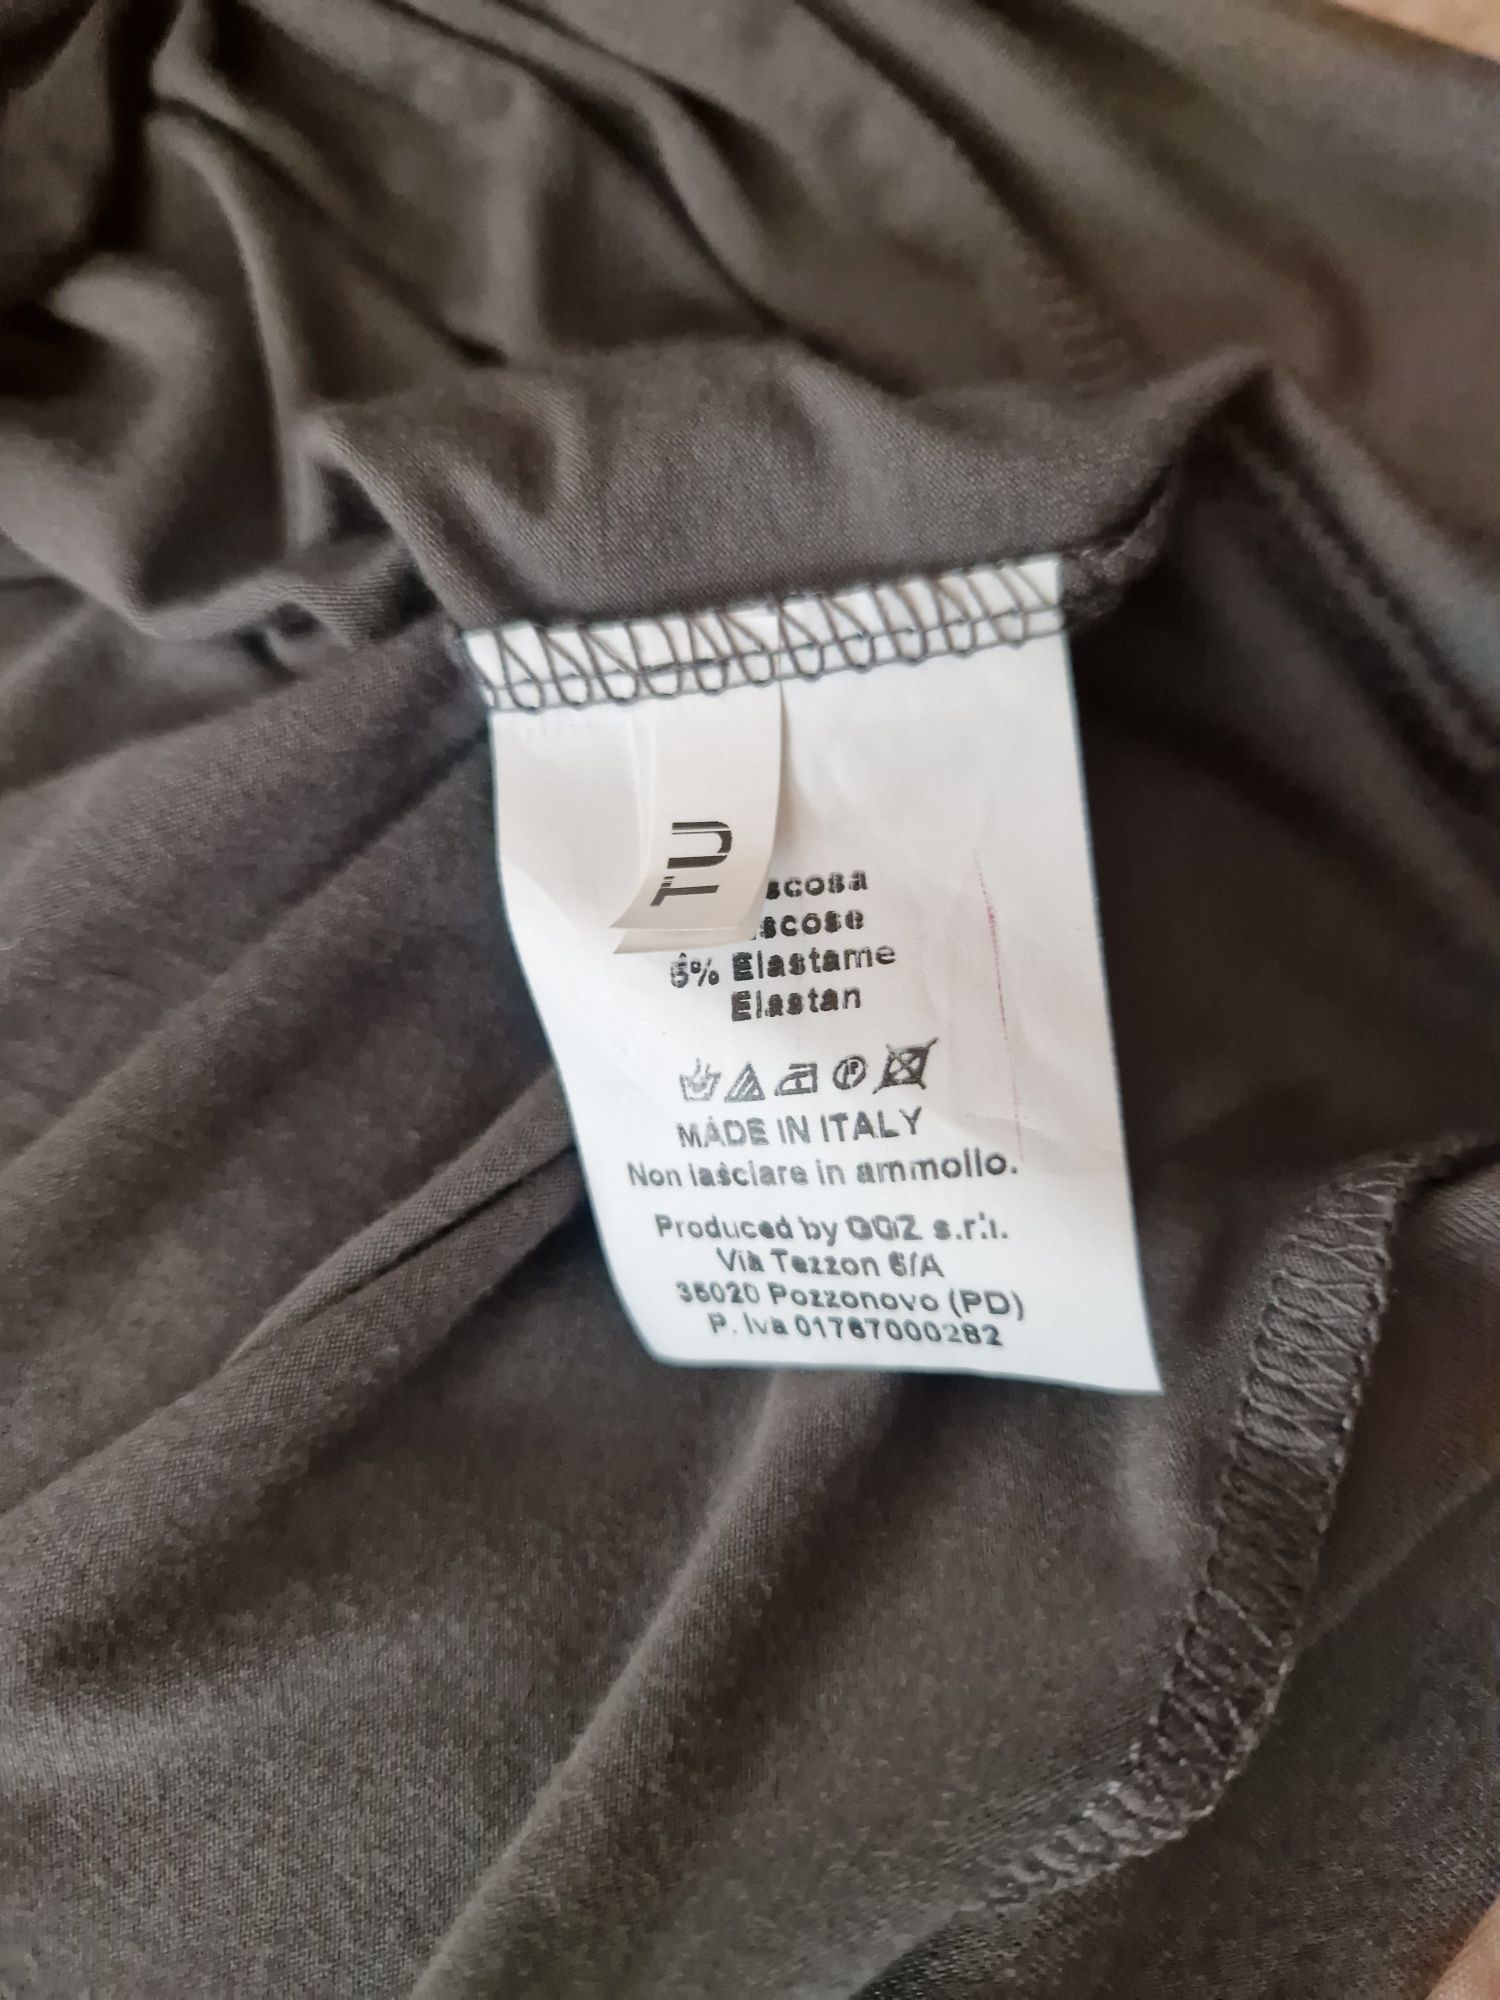 TU
scosa
scose
6% Elastame
Elastan
MADE IN ITALY
Non lasciare in ammollo.
Produced by GGZ s.r.l.
Via Tezzon 6/A
35020 Pozzonovo (PD)
P. Iva 01767000282